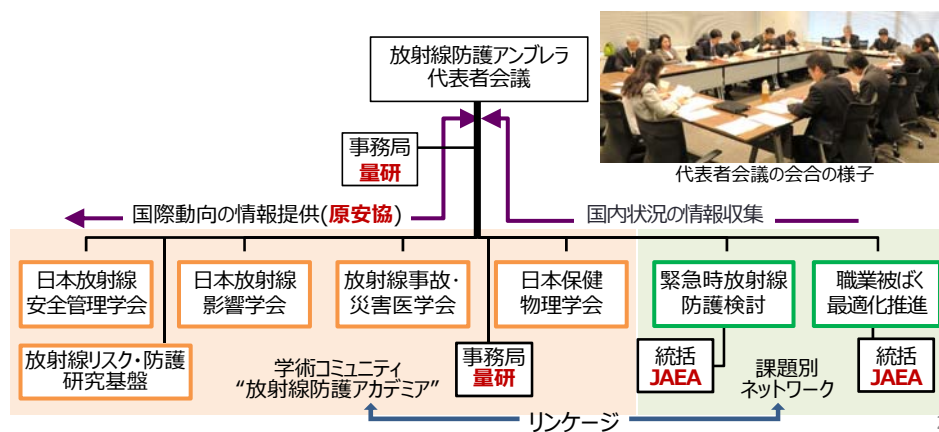 放射線防護アンブレラ
代表者会議
事務局
量研
代表者会議の会合の様子
国際動向の情報提供(原安協)
国内状況の情報収集
日本放射線
安全管理学会
日本放射線
影響学会
放射線事故・
災害医学会
日本保健
物理学会
緊急時放射線
防護検討
職業被ばく
最適化推進
放射線リスク・防護
研究基盤
学術コミュニティ
“放射線防護アカデミア”
事務局
量研
統括
JAEA
課題別
ネットワーク
統括
JAEA
リンケージ